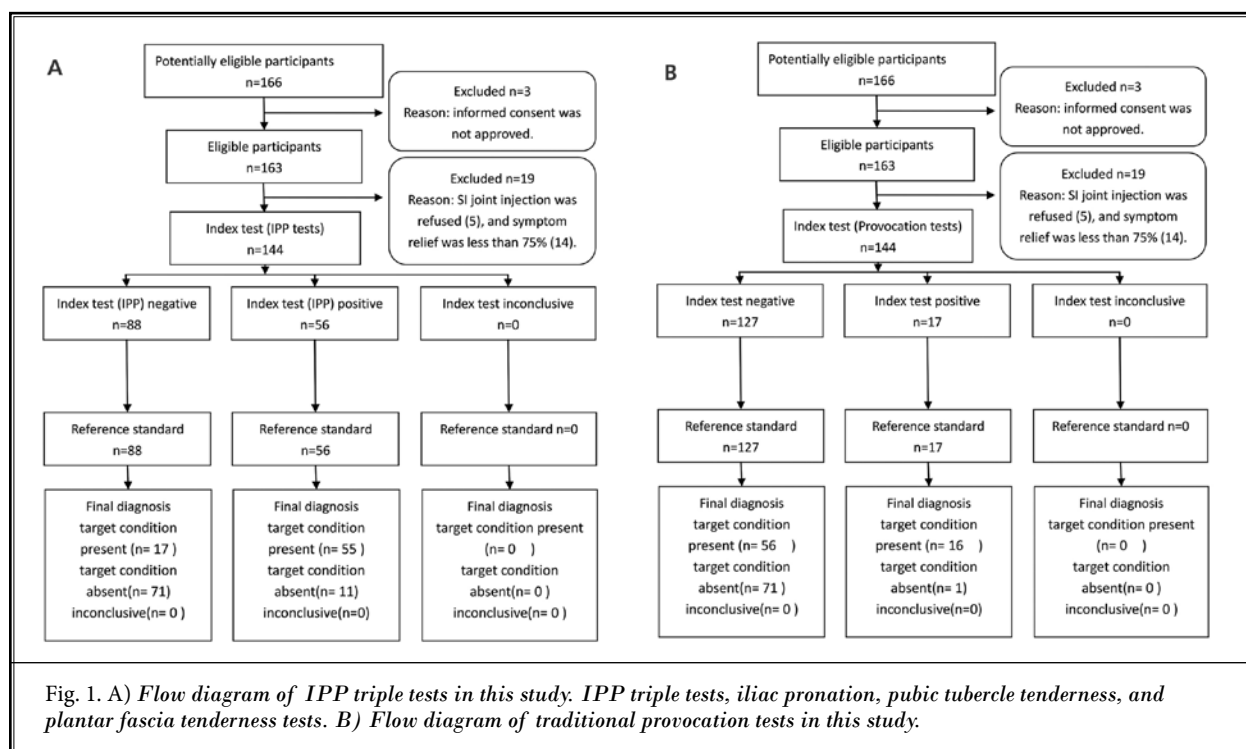 A
Potentially eligible participants
n=166
Excluded n=3
Reason: informed consent was
not approved.
Eligible participants
n=163
Excluded n=19
Reason: SI joint injection was
refused (5), and symptom
relief was less than 75% (14).
Index test (IPP tests)
n=144
Index test (IPP) negative
n=88
Index test (IPP) positive
n=56
Index test inconclusive
n=0
Reference standard
n=88
Reference standard
n=56
Reference standard n=0
Final diagnosis
target condition
present (n= 17 )
target condition
absent(n= 71)
inconclusive(n= 0 )
Final diagnosis
target condition
present (n= 55 )
target condition
absent(n= 11)
inconclusive(n=0)
Final diagnosis
target condition present
(n= 0 )
target condition
absent(n= 0 )
inconclusive(n= 0 )
B
Potentially eligible participants
n=166
Excluded n=3
Reason: informed consent was
not approved.
Eligible participants
n=163
Excluded n=19
Reason: SI joint injection was
refused (5), and symptom
relief was less than 75% (14).
Index test (Provocation tests)
n=144
Index test negative
n=127
Index test positive
n=17
Index test inconclusive
n=0
Reference standard
n=127
Reference standard
n=17
Reference standard n=0
Final diagnosis
target condition
present (n= 56 )
target condition
absent(n= 71 )
inconclusive(n= 0 )
Final diagnosis
target condition
present (n= 16 )
target condition
absent(n= 1)
inconclusive(n=0)
Final diagnosis
target condition present
(n= 0 )
target condition
absent(n= 0 )
inconclusive(n= 0 )
Fig. 1. A) Flow diagram of IPP triple tests in this study. IPP triple tests, iliac pronation, pubic tubercle tenderness, and
plantar fascia tenderness tests. B) Flow diagram of traditional provocation tests in this study.